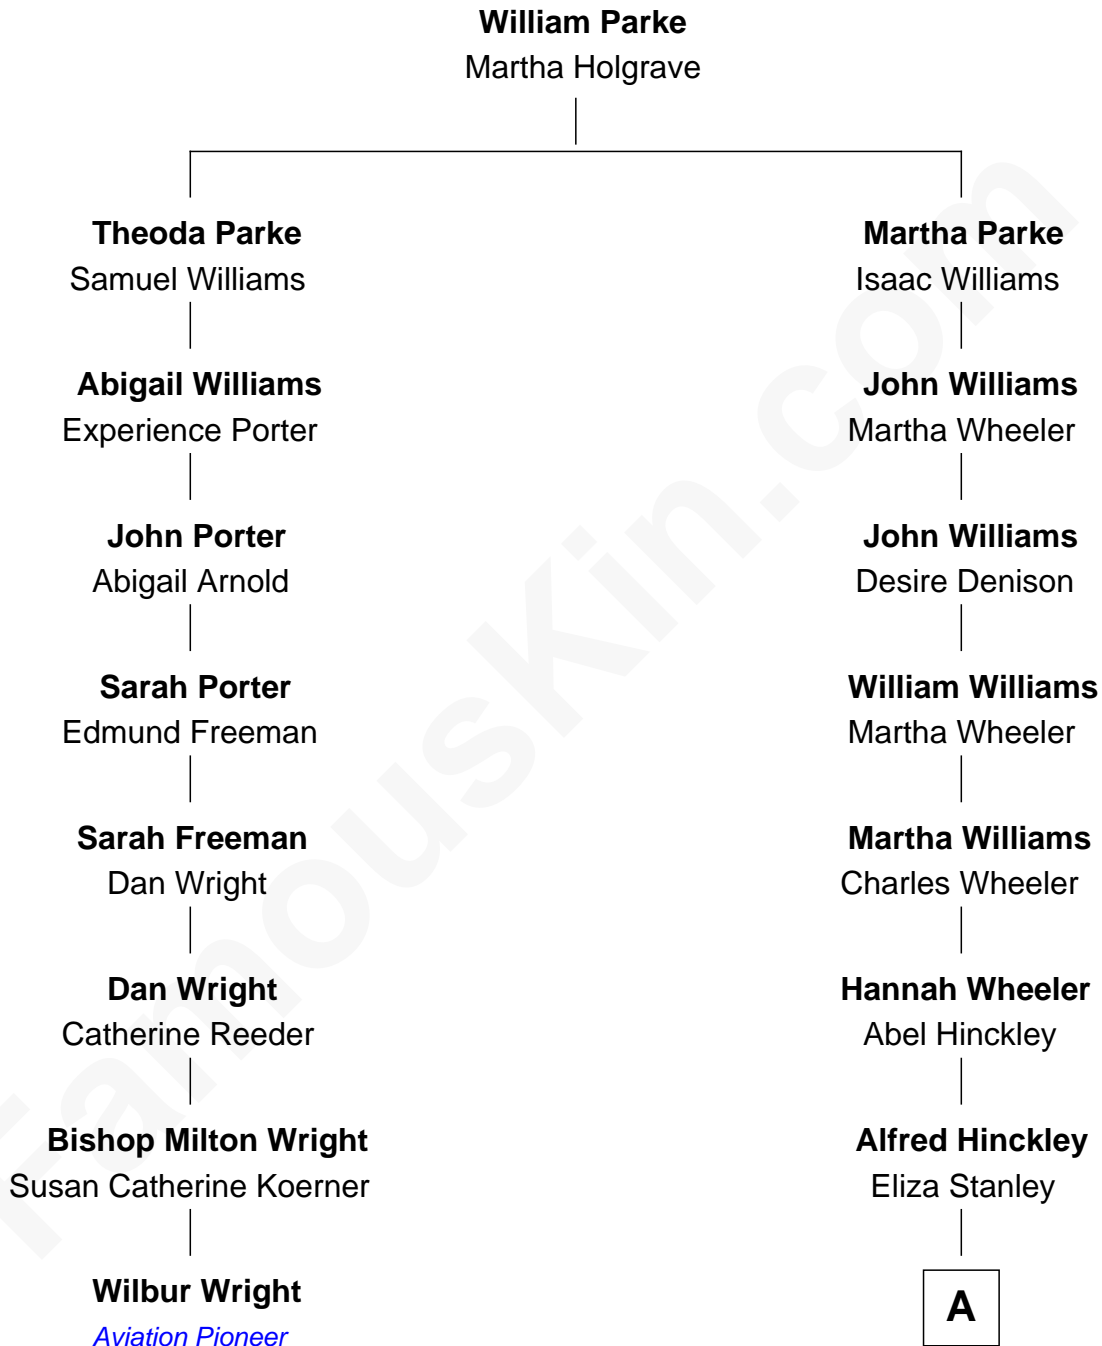 William Parke
Martha Holgrave
Theoda Parke
Samuel Williams
Martha Parke
Isaac Williams
Abigail Williams
Experience Porter
John Williams
Martha Wheeler
John Porter
Abigail Arnold
John Williams
Desire Denison
Sarah Porter
Edmund Freeman
William Williams
Martha Wheeler
Sarah Freeman
Dan Wright
Martha Williams
Charles Wheeler
Dan Wright
Catherine Reeder
Hannah Wheeler
Abel Hinckley
Bishop Milton Wright
Susan Catherine Koerner
Alfred Hinckley
Eliza Stanley
Wilbur Wright
Aviation Pioneer
A
FamousKin.com